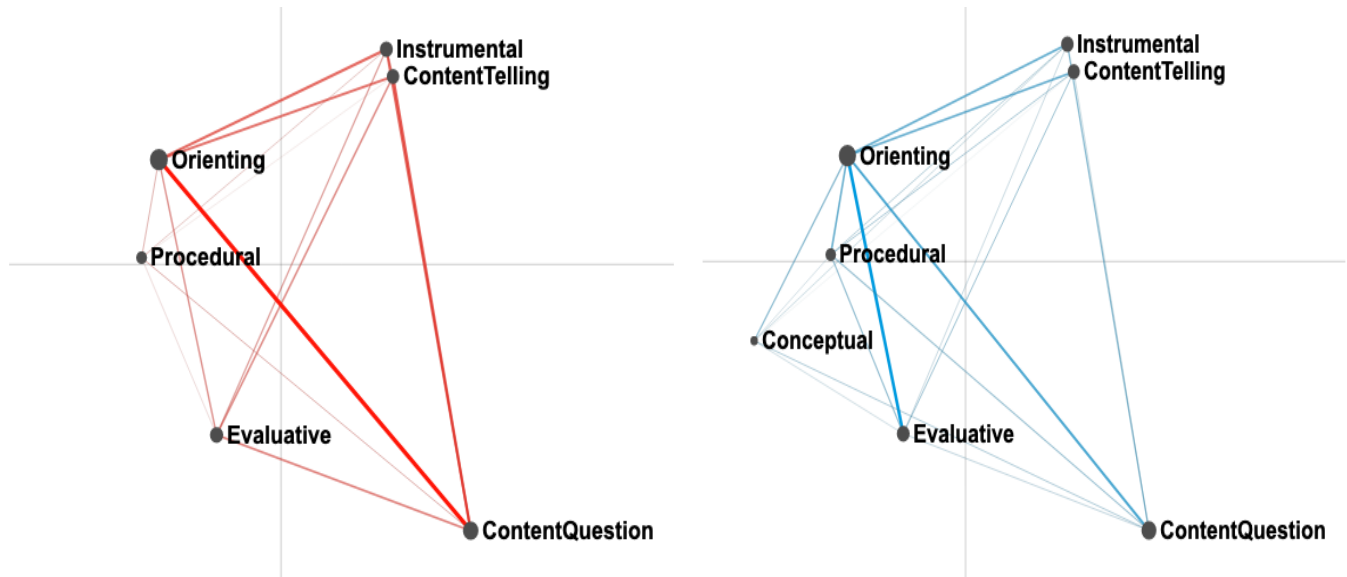 Instrumental
ContentTelling
Orienting
Procedural
Evaluative
ContentQuestion
Instrumental
ContentTelling
Orienting
Procedural
Conceptual
Evaluative
ContentQuestion